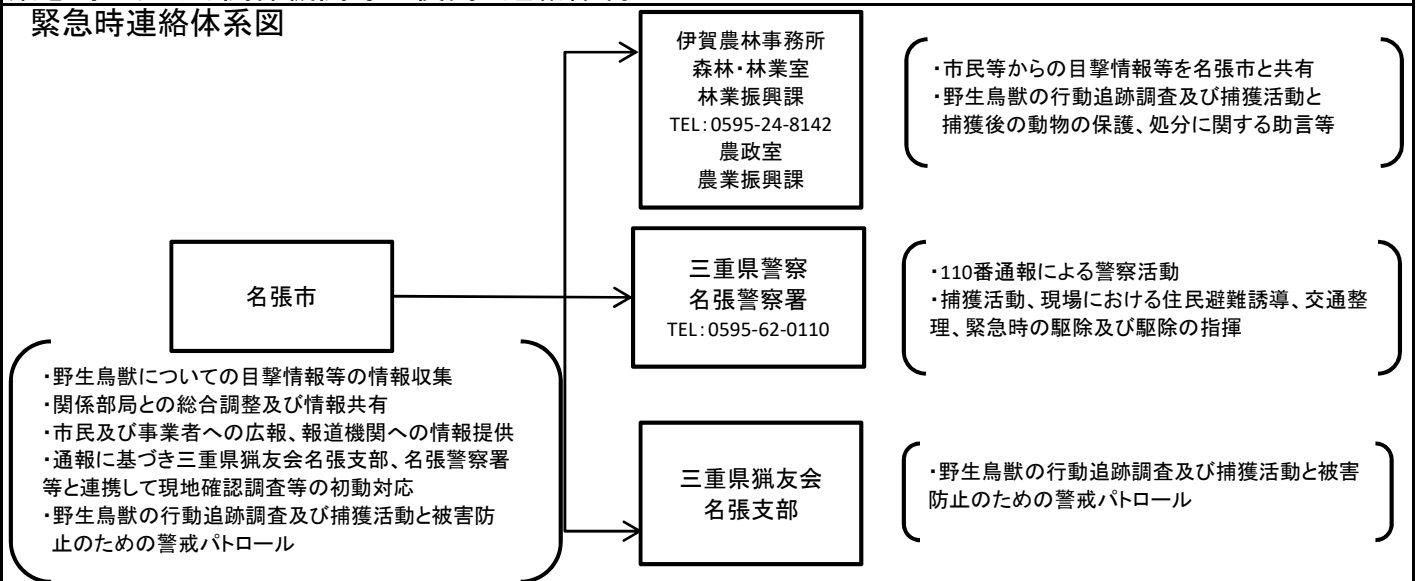 緊急時連絡体系図
伊賀農林事務所
森林・林業室
林業振興課
TEL:0595-24-8142
農政室
農業振興課
・市民等からの目撃情報等を名張市と共有
・野生鳥獣の行動追跡調査及び捕獲活動と
捕獲後の動物の保護、処分に関する助言等
名張市
三重県警察
名張警察署
TEL:0595-62-0110
・110番通報による警察活動
・捕獲活動、現場における住民避難誘導、交通整
理、緊急時の駆除及び駆除の指揮
・野生鳥獣についての目撃情報等の情報収集
・関係部局との総合調整及び情報共有
・市民及び事業者への広報、報道機関への情報提供
・通報に基づき三重県猟友会名張支部、名張警察署
等と連携して現地確認調査等の初動対応
・野生鳥獣の行動追跡調査及び捕獲活動と被害防
止のための警戒パトロール
三重県猟友会
名張支部
・野生鳥獣の行動追跡調査及び捕獲活動と被害
防止のための警戒パトロール